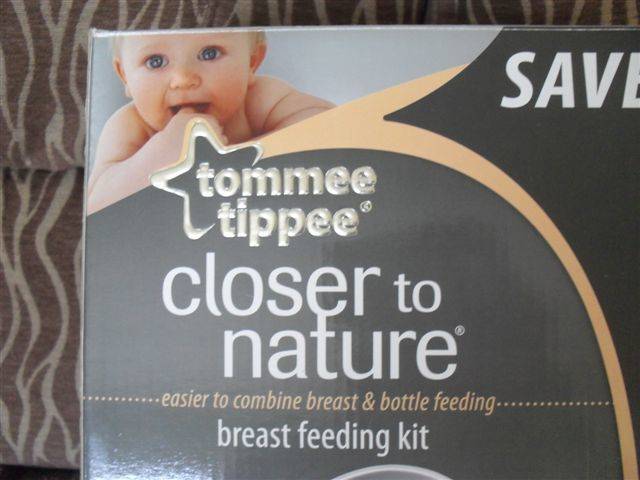 SAVE
tommee
tippee®
closer to
nature®
easier to combine breast & bottle feeding
breast feeding kit